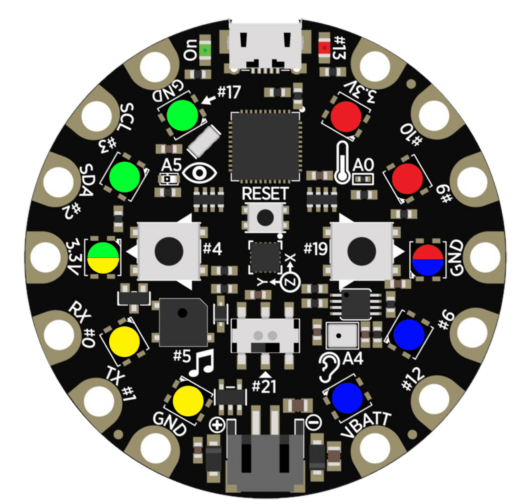 On
#13
GND
#17
3.3V
SCL
#3
#10
A5
A0
SDA
#2
#9
RESET
3.3V
#4
#19
X
Y
Z
GND
RX
#0
#5
#21
A4
#6
TX
#1
#12
GND
VBATT